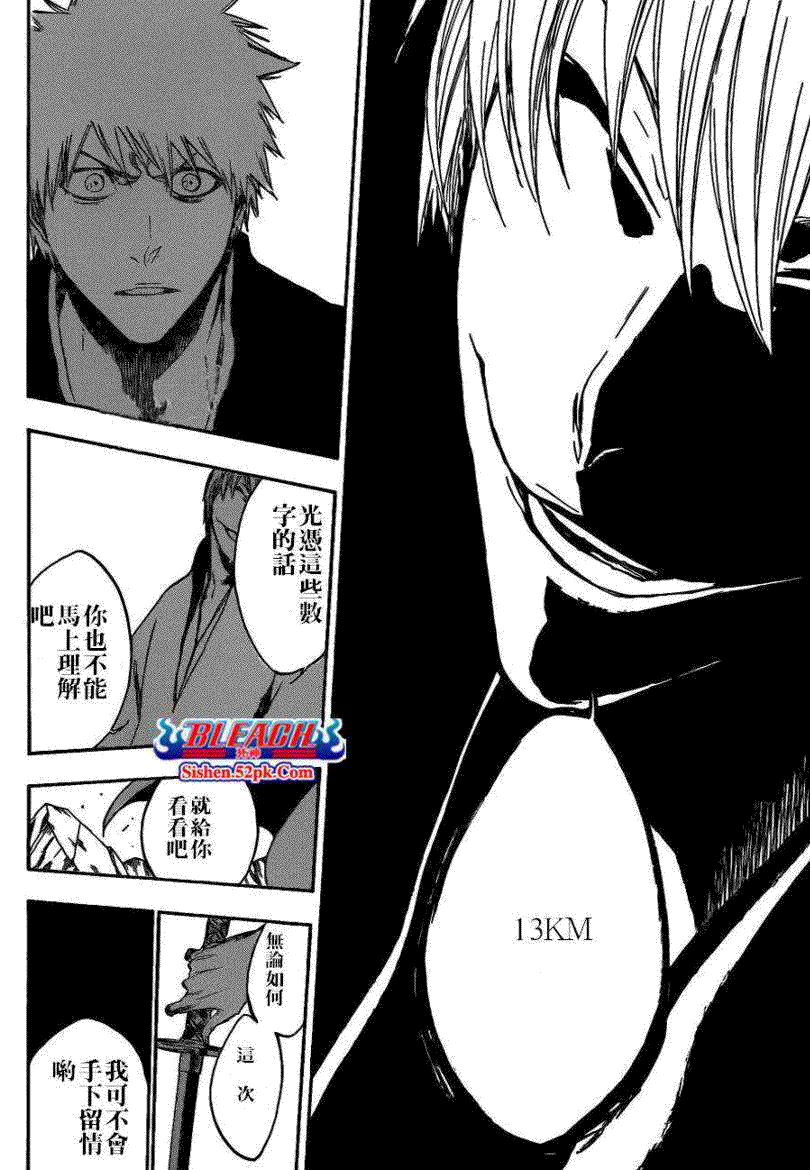 13KM
光憑這些數
字的話
你也不能
馬上理解
吧
BLEACH
死神
Sishen.52pk.Com
就給你
看看吧
無論如何
這次
我可不會
手下留情
喲